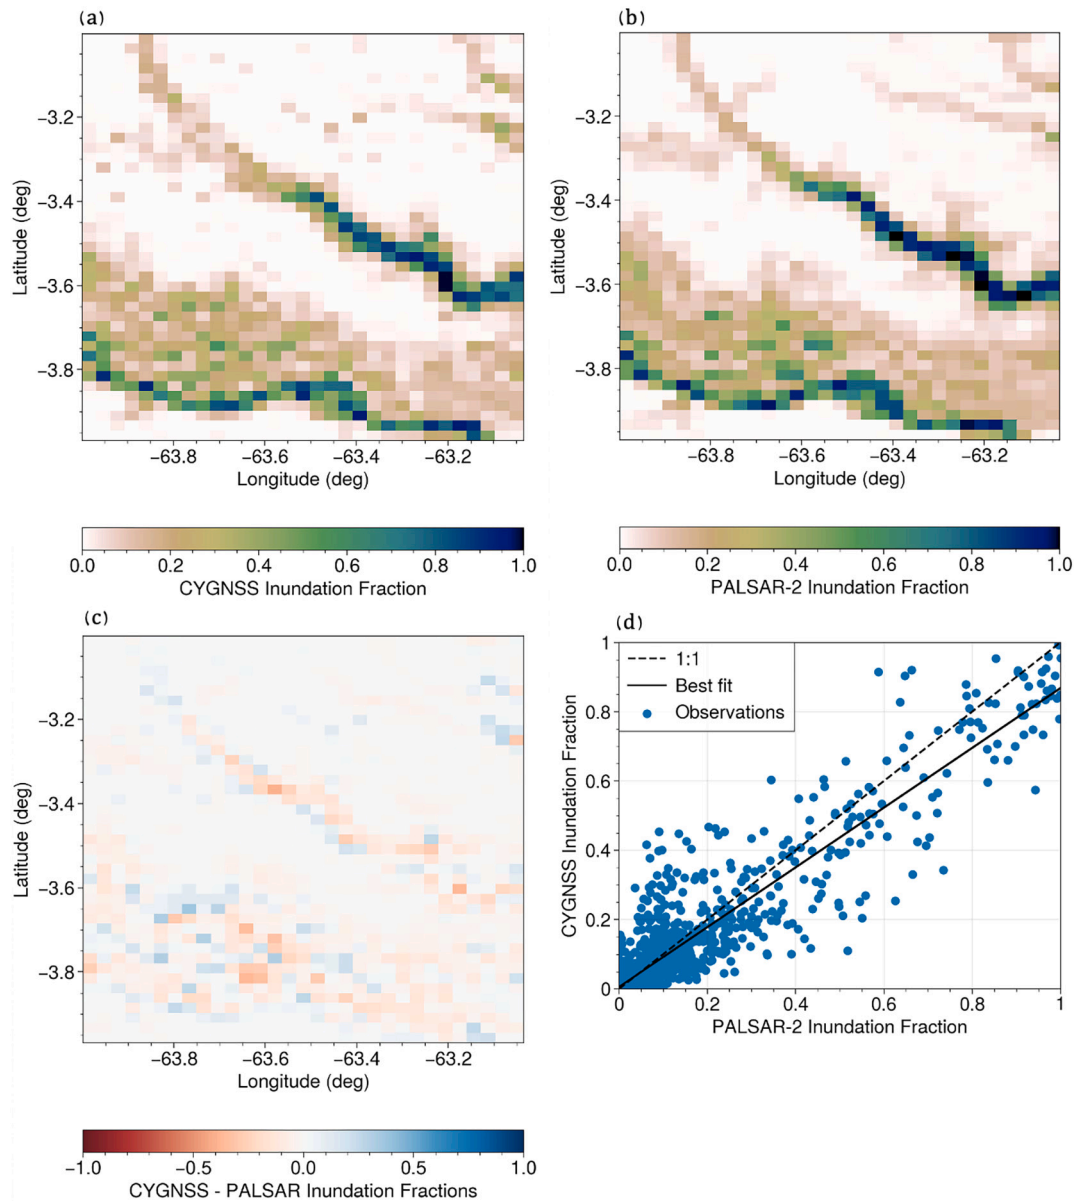 (a)
(b)
−3.2
−3.4
−3.6
−3.8
Latitude (deg)
−63.8 −63.6 −63.4 −63.2
Longitude (deg)
−3.2
−3.4
−3.6
−3.8
Latitude (deg)
−63.8 −63.6 −63.4 −63.2
Longitude (deg)
0.0 0.2 0.4 0.6 0.8 1.0
CYGNSS Inundation Fraction
0.0 0.2 0.4 0.6 0.8 1.0
PALSAR-2 Inundation Fraction
(c)
(d)
−3.2
−3.4
−3.6
−3.8
Latitude (deg)
−63.8 −63.6 −63.4 −63.2
Longitude (deg)
1:1
Best fit
Observations
1
0.8
0.6
0.4
0.2
0
CYGNSS Inundation Fraction
0 0.2 0.4 0.6 0.8 1
PALSAR-2 Inundation Fraction
−1.0 −0.5 0.0 0.5 1.0
CYGNSS - PALSAR Inundation Fractions